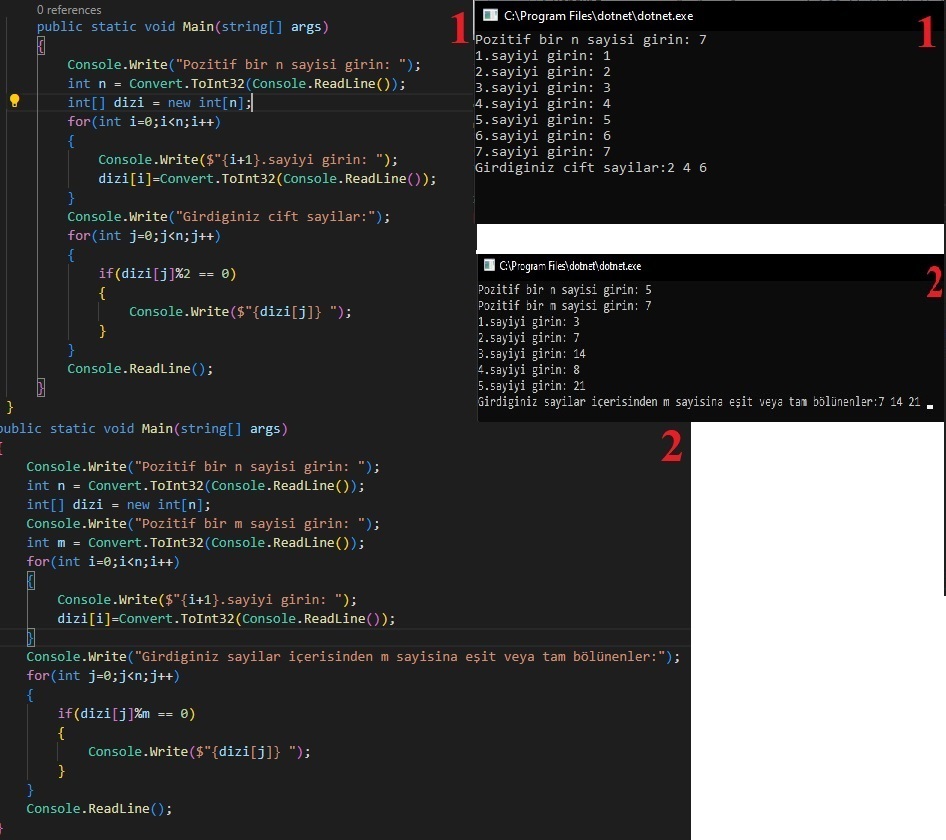 0 references
public static void Main(string[] args)
{
Console.Write("Pozitif bir n sayisi girin: ");
int n = Convert.ToInt32(Console.ReadLine());
int[] dizi = new int[n];
for(int i=0;i<n;i++)
{
Console.Write($"{i+1}.sayiyi girin: ");
dizi[i]=Convert.ToInt32(Console.ReadLine());
}
Console.Write("Girdiginiz cift sayilar:");
for(int j=0;j<n;j++)
{
if(dizi[j]%2 == 0)
{
Console.Write($"{dizi[j]} ");
}
}
Console.ReadLine();
}
}
1
C:\Program Files\dotnet\dotnet.exe
1
Pozitif bir n sayisi girin: 7
1.sayiyi girin: 1
2.sayiyi girin: 2
3.sayiyi girin: 3
4.sayiyi girin: 4
5.sayiyi girin: 5
6.sayiyi girin: 6
7.sayiyi girin: 7
Girdiginiz cift sayilar:2 4 6
C:\Program Files\dotnet\dotnet.exe
2
Pozitif bir n sayisi girin: 5
Pozitif bir m sayisi girin: 7
1.sayiyi girin: 3
2.sayiyi girin: 7
3.sayiyi girin: 14
4.sayiyi girin: 8
5.sayiyi girin: 21
Girdiginiz sayilar içerisinden m sayisina eşit veya tam bölünenler:7 14 21
public static void Main(string[] args)
2
{
Console.Write("Pozitif bir n sayisi girin: ");
int n = Convert.ToInt32(Console.ReadLine());
int[] dizi = new int[n];
Console.Write("Pozitif bir m sayisi girin: ");
int m = Convert.ToInt32(Console.ReadLine());
for(int i=0;i<n;i++)
{
Console.Write($"{i+1}.sayiyi girin: ");
dizi[i]=Convert.ToInt32(Console.ReadLine());
}
Console.Write("Girdiginiz sayilar içerisinden m sayisina eşit veya tam bölünenler:");
for(int j=0;j<n;j++)
{
if(dizi[j]%m == 0)
{
Console.Write($"{dizi[j]} ");
}
}
Console.ReadLine();
}